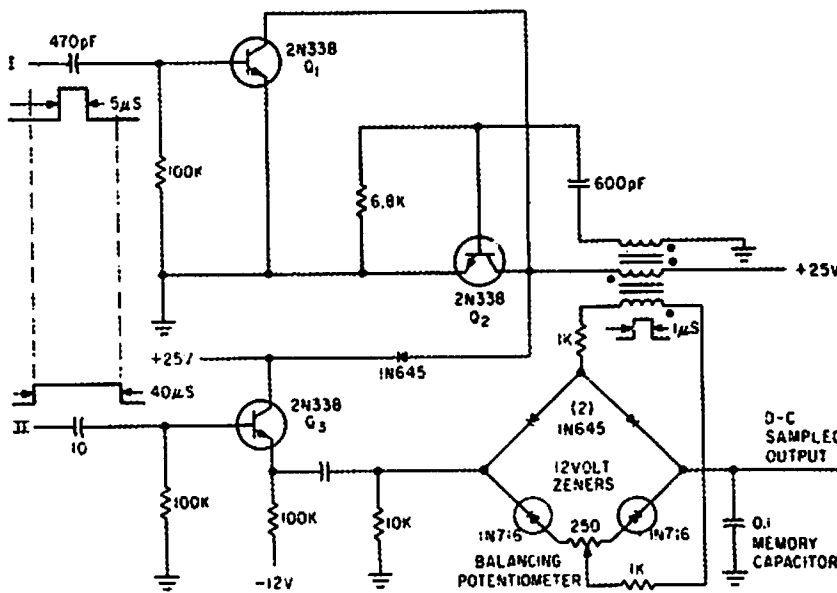 470pF
I
5µS
2N338
Q1
100K
6.8K
600pF
2N338
Q2
+25V
+25V
1N645
1K
1µS
40µS
II
10
2N338
Q3
100K
100K
-12V
10K
(2)
1N645
12VOLT
ZENERS
1N716
250
1N716
BALANCING
POTENTIOMETER
1K
D-C
SAMPLED
OUTPUT
0.1
MEMORY
CAPACITOR